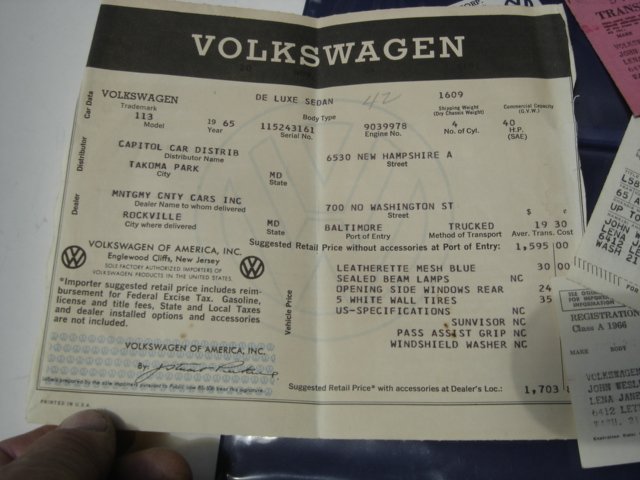 VOLKSWAGEN
Car Data
VOLKSWAGEN
Trademark
DE LUXE SEDAN
Body Type
42
1609
Shipping Weight
(Dry Chassis Weight)
Commercial Capacity
(G.V.W.)
113
Model
19 65
Year
115243161
Serial No.
9039978
Engine No.
4
No. of Cyl.
40
H.P.
(SAE)
Distributor
CAPITOL CAR DISTRIB
Distributor Name
6530 NEW HAMPSHIRE A
Street
TAKOMA PARK
City
MD
State
Dealer
MNTGMY CNTY CARS INC
Dealer Name to whom delivered
700 NO WASHINGTON ST
Street
ROCKVILLE
City where delivered
MD
State
BALTIMORE
Port of Entry
TRUCKED
Method of Transport
$ ¢
19 30
Aver. Trans. Cost
Suggested Retail Price without accessories at Port of Entry: 1,595 00
VOLKSWAGEN OF AMERICA, INC.
Englewood Cliffs, New Jersey
SOLE FACTORY AUTHORIZED IMPORTERS OF
VOLKSWAGEN PRODUCTS IN THE UNITED STATES.
*Importer suggested retail price includes reim-
bursement for Federal Excise Tax. Gasoline,
license and title fees, State and Local Taxes
and dealer installed options and accessories
are not included.
VOLKSWAGEN OF AMERICA, INC.
By:
Vehicle Price
LEATHERETTE MESH BLUE 30 00
SEALED BEAM LAMPS NC
OPENING SIDE WINDOWS REAR 24
5 WHITE WALL TIRES 35
US-SPECIFICATIONS NC
SUNVISOR NC
PASS ASSIST GRIP NC
WINDSHIELD WASHER NC
Suggested Retail Price* with accessories at Dealer's Loc.: 1,703
PRINTED IN U.S.A.
TRANS
REGISTRATION
Class A 1966
MAKE BODY
VOLKSWAGEN
JOHN WESL
LENA JANE
6412